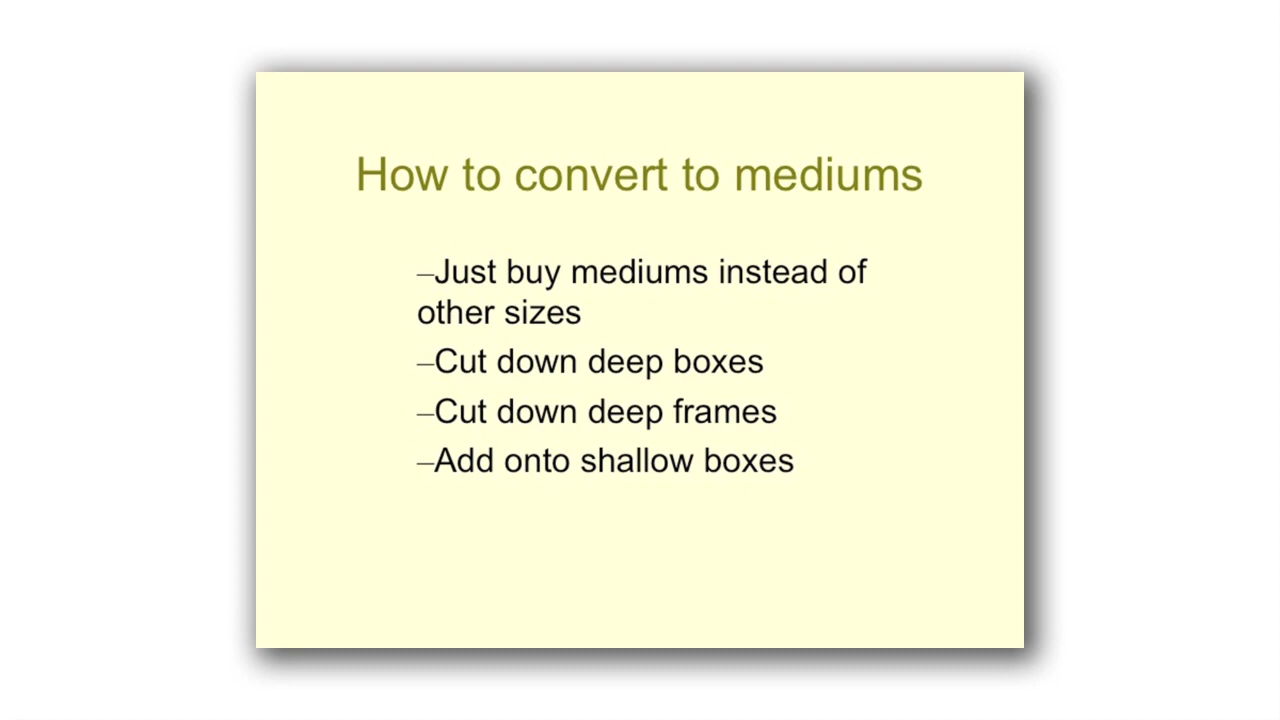 How to convert to mediums
–Just buy mediums instead of
other sizes
–Cut down deep boxes
–Cut down deep frames
–Add onto shallow boxes